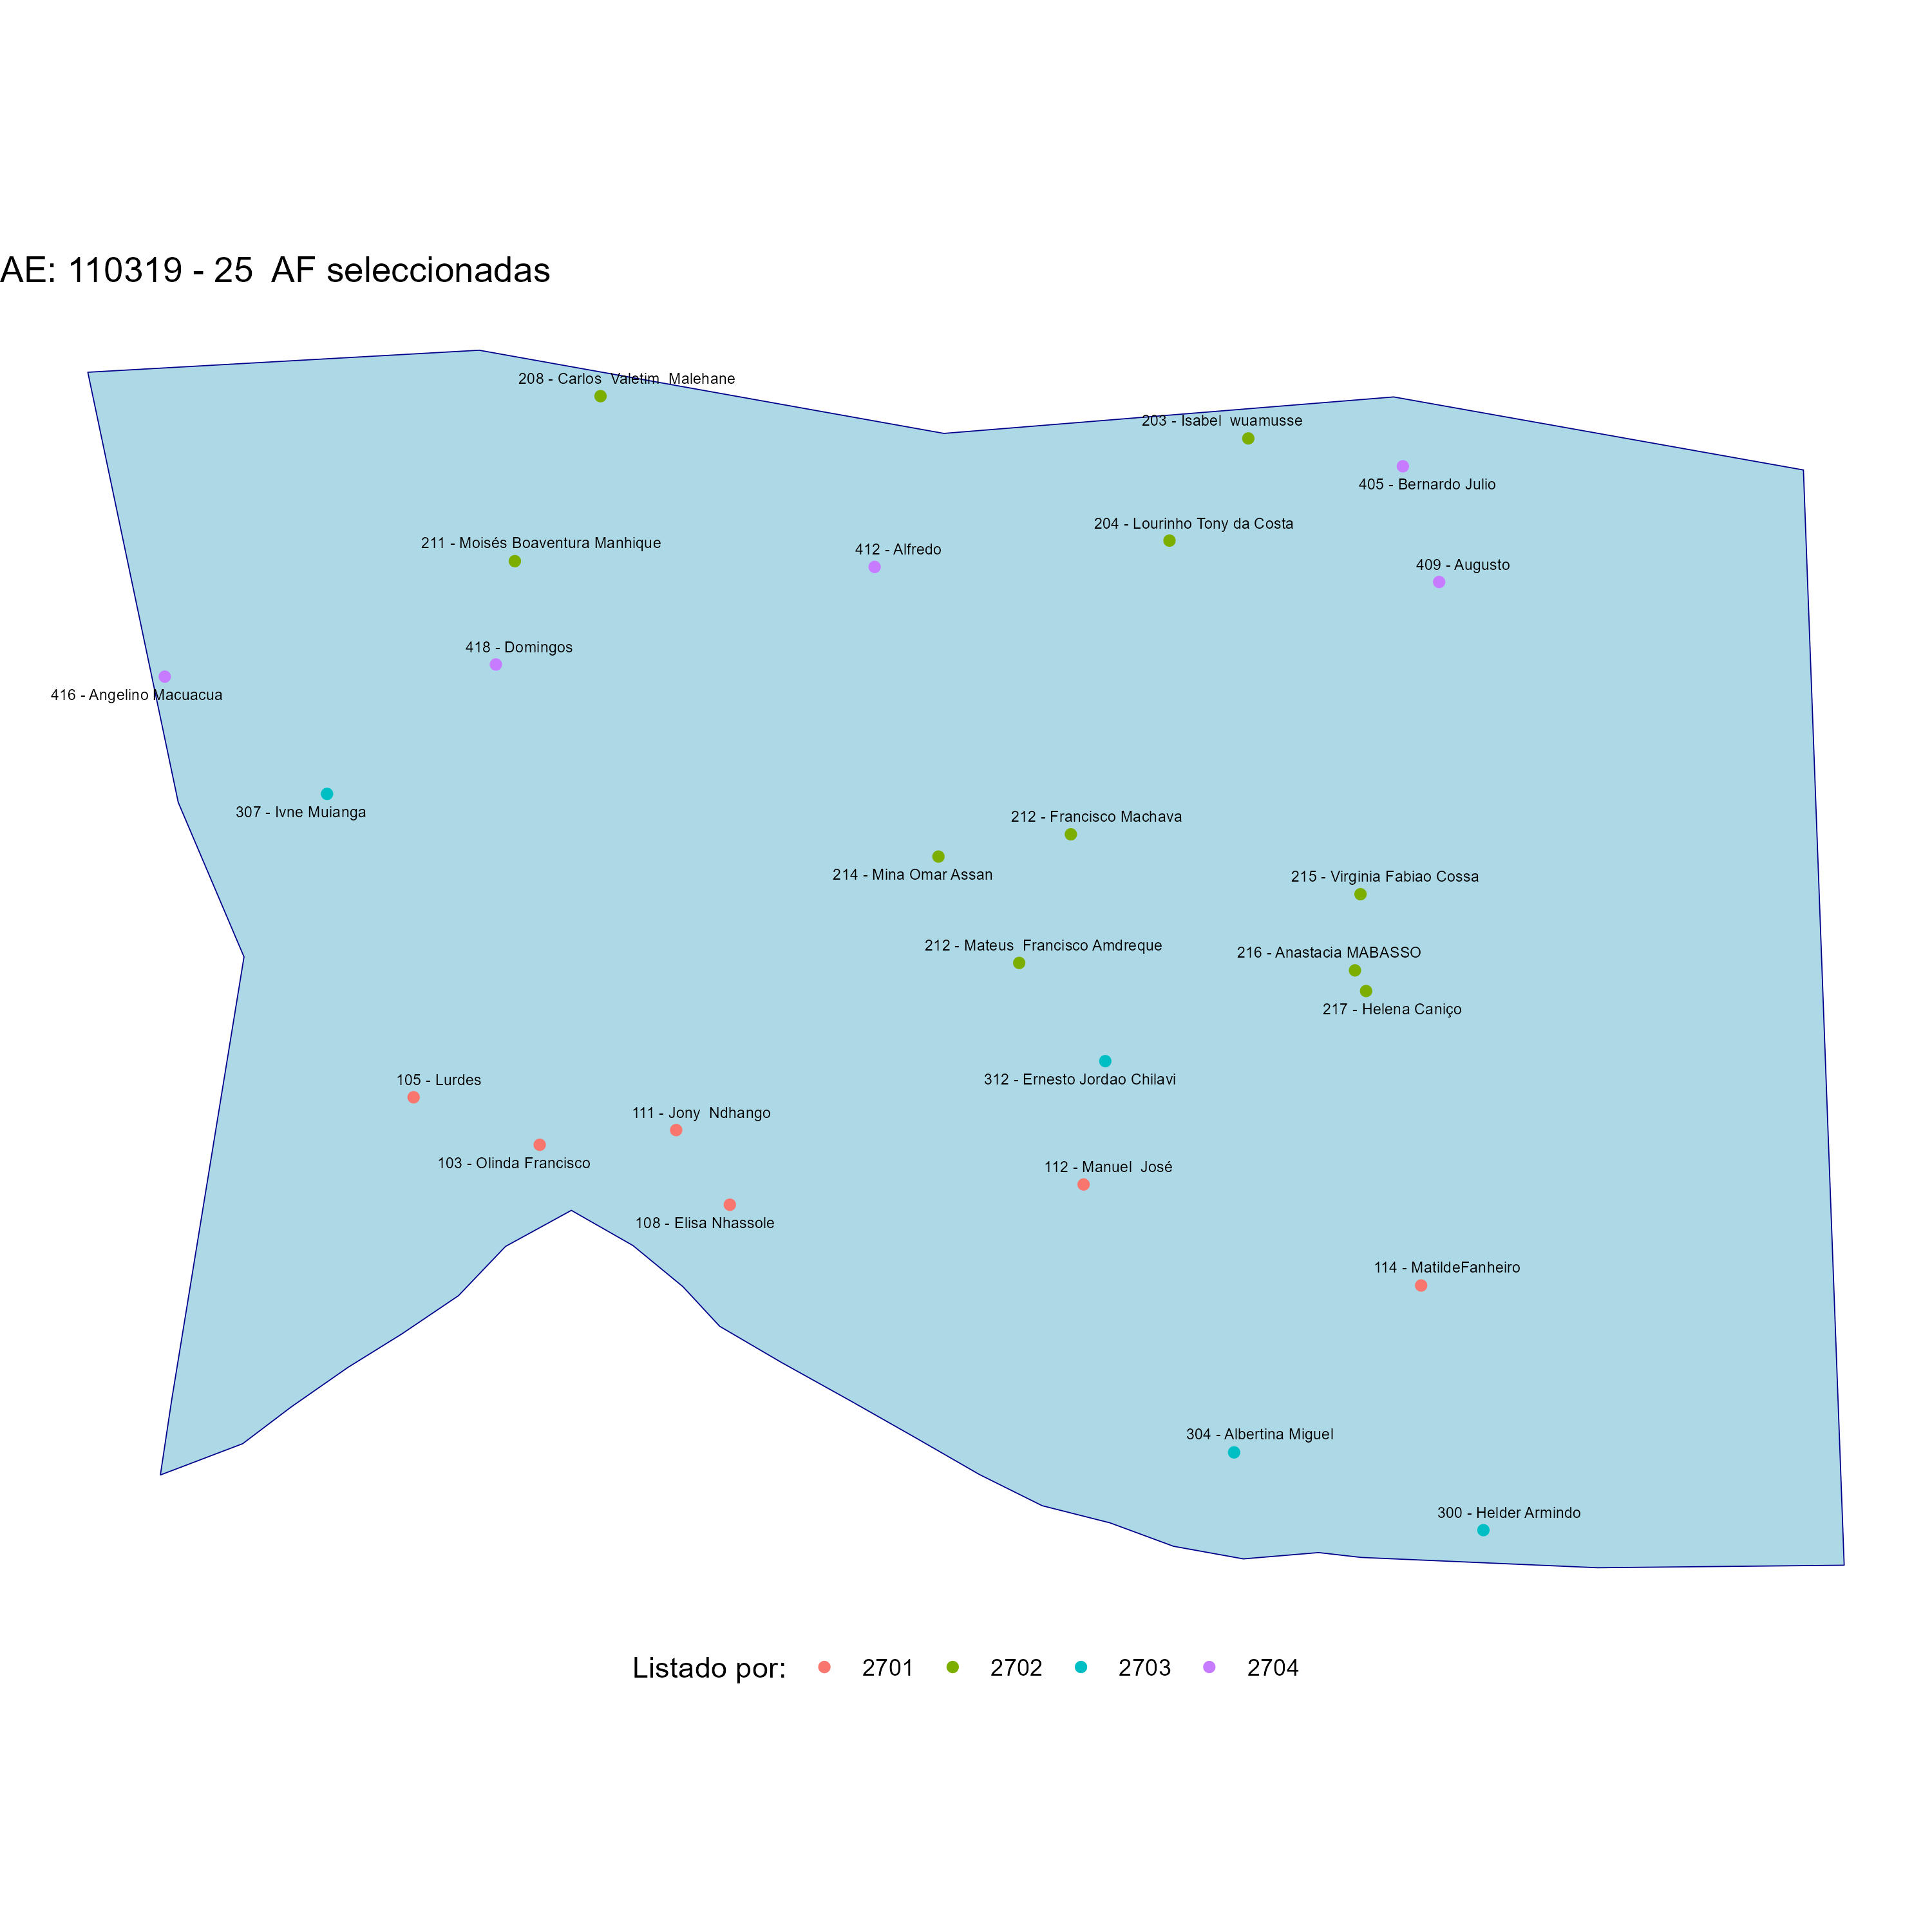 AE: 110319 - 25  AF seleccionadas
208 - Carlos  Valetim  Malehane
203 - Isabel  wuamusse
405 - Bernardo Julio
204 - Lourinho Tony da Costa
211 - Moisés Boaventura Manhique
412 - Alfredo
409 - Augusto
418 - Domingos
416 - Angelino Macuacua
307 - Ivne Muianga
212 - Francisco Machava
214 - Mina Omar Assan
215 - Virginia Fabiao Cossa
212 - Mateus  Francisco Amdreque
216 - Anastacia MABASSO
217 - Helena Caniço
312 - Ernesto Jordao Chilavi
105 - Lurdes
111 - Jony  Ndhango
103 - Olinda Francisco
112 - Manuel  José
108 - Elisa Nhassole
114 - MatildeFanheiro
304 - Albertina Miguel
300 - Helder Armindo
Listado por: 2701 2702 2703 2704